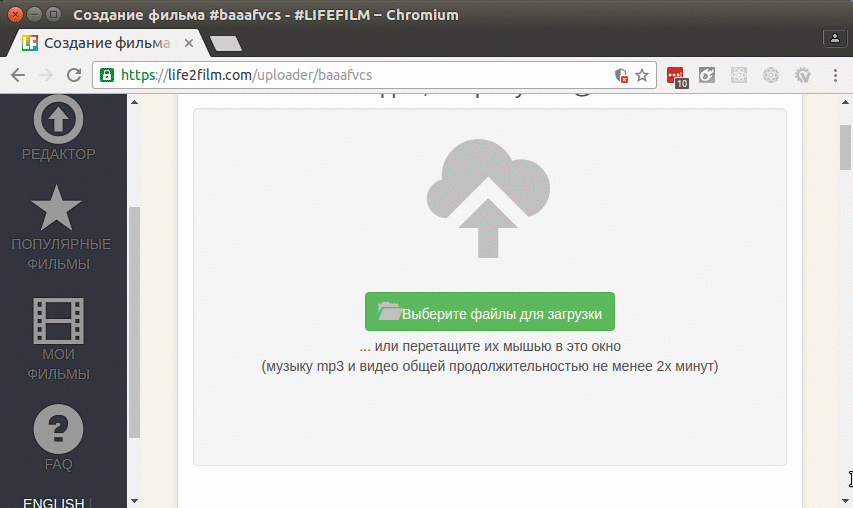 Создание фильма #baaafvcs - #LIFEFILM – Chromium
LF Создание фильма
https://life2film.com/uploader/baaafvcs
10
РЕДАКТОР
ПОПУЛЯРНЫЕ
ФИЛЬМЫ
МОИ
ФИЛЬМЫ
FAQ
ENGLISH |
Выберите файлы для загрузки
... или перетащите их мышью в это окно
(музыку mp3 и видео общей продолжительностью не менее 2х минут)